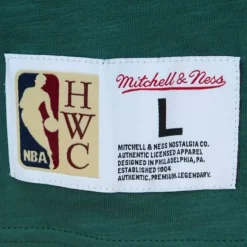 HWC
NBA
Mitchell & Ness
L
MITCHELL & NESS NOSTALGIA CO.
AUTHENTIC LICENSED APPAREL
DESIGNED IN PHILADELPHIA, PA.
ESTABLISHED 1904
AUTHENTIC.PREMIUM.LEGENDARY.